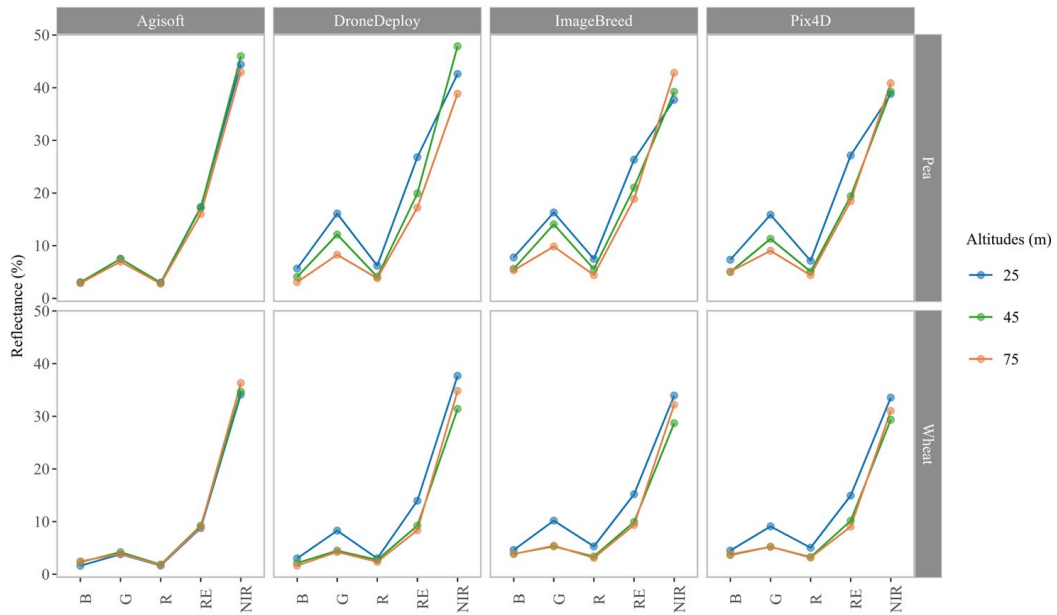 Agisoft DroneDeploy ImageBreed Pix4D
50
40
30
20
10
0
Pea
50
40
30
20
10
0
Wheat
Reflectance (%)
B G R RE NIR B G R RE NIR B G R RE NIR B G R RE NIR
Altitudes (m)
25
45
75